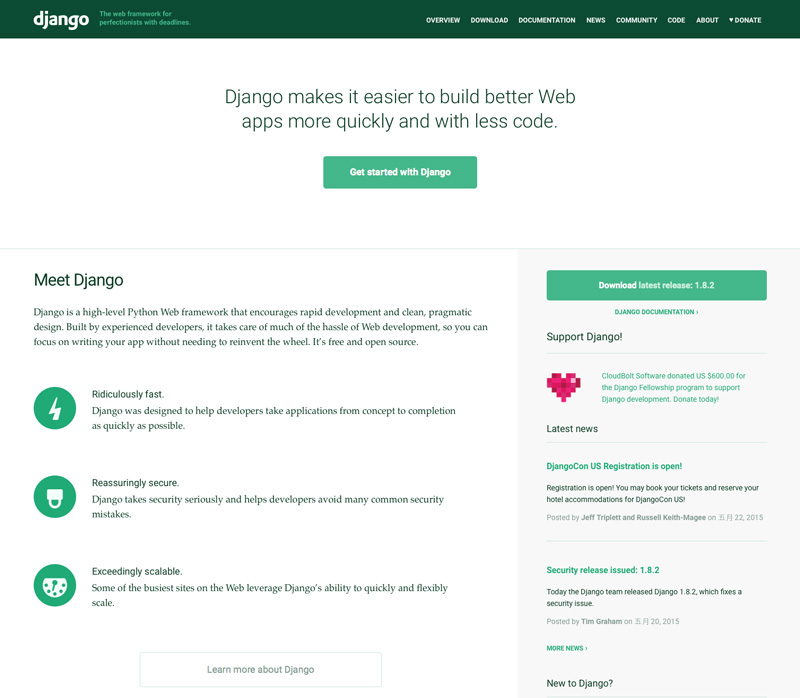 django
The web framework for
perfectionists with deadlines.
OVERVIEW DOWNLOAD DOCUMENTATION NEWS COMMUNITY CODE ABOUT ♥ DONATE
Django makes it easier to build better Web
apps more quickly and with less code.
Get started with Django
Meet Django
Django is a high-level Python Web framework that encourages rapid development and clean, pragmatic
design. Built by experienced developers, it takes care of much of the hassle of Web development, so you can
focus on writing your app without needing to reinvent the wheel. It’s free and open source.
Ridiculously fast.
Django was designed to help developers take applications from concept to completion
as quickly as possible.
Reassuringly secure.
Django takes security seriously and helps developers avoid many common security
mistakes.
Exceedingly scalable.
Some of the busiest sites on the Web leverage Django’s ability to quickly and flexibly
scale.
Learn more about Django
Download latest release: 1.8.2
DJANGO DOCUMENTATION ›
Support Django!
CloudBolt Software donated US $600.00 for
the Django Fellowship program to support
Django development. Donate today!
Latest news
DjangoCon US Registration is open!
Registration is open! You may book your tickets and reserve your
hotel accommodations for DjangoCon US!
Posted by Jeff Triplett and Russell Keith-Magee on 五月 22, 2015
Security release issued: 1.8.2
Today the Django team released Django 1.8.2, which fixes a
security issue.
Posted by Tim Graham on 五月 20, 2015
MORE NEWS ›
New to Django?